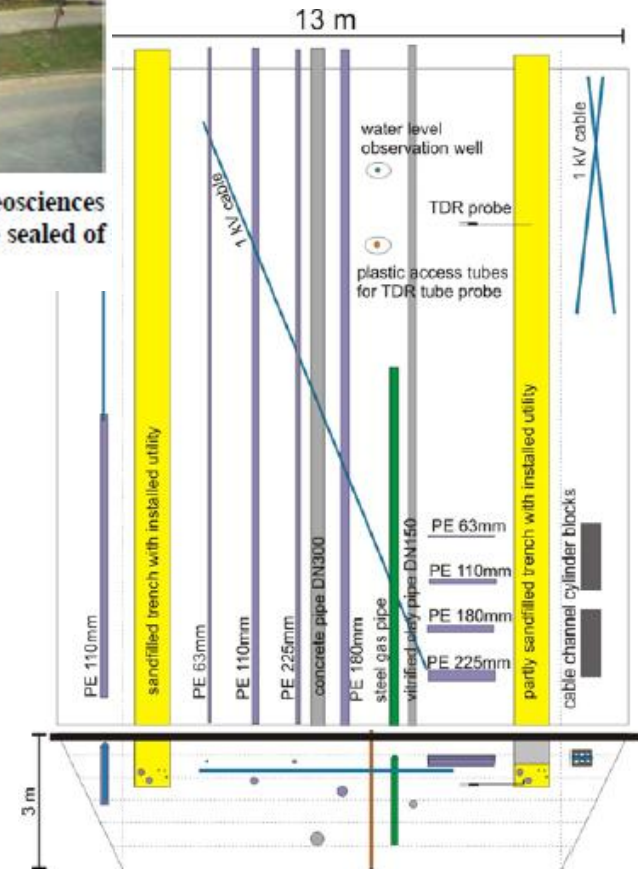 13 m
eosciences
sealed of
water level
observation well
TDR probe
plastic access tubes
for TDR tube probe
1 kV cable
1 kV cable
PE 110mm
sandfilled trench with installed utility
PE 63mm
PE 110mm
PE 225mm
concrete pipe DN300
PE 180mm
steel gas pipe
vitrified clay pipe DN150
PE 63mm
PE 110mm
PE 180mm
PE 225mm
partly sandfilled trench with installed utility
cable channel cylinder blocks
3 m